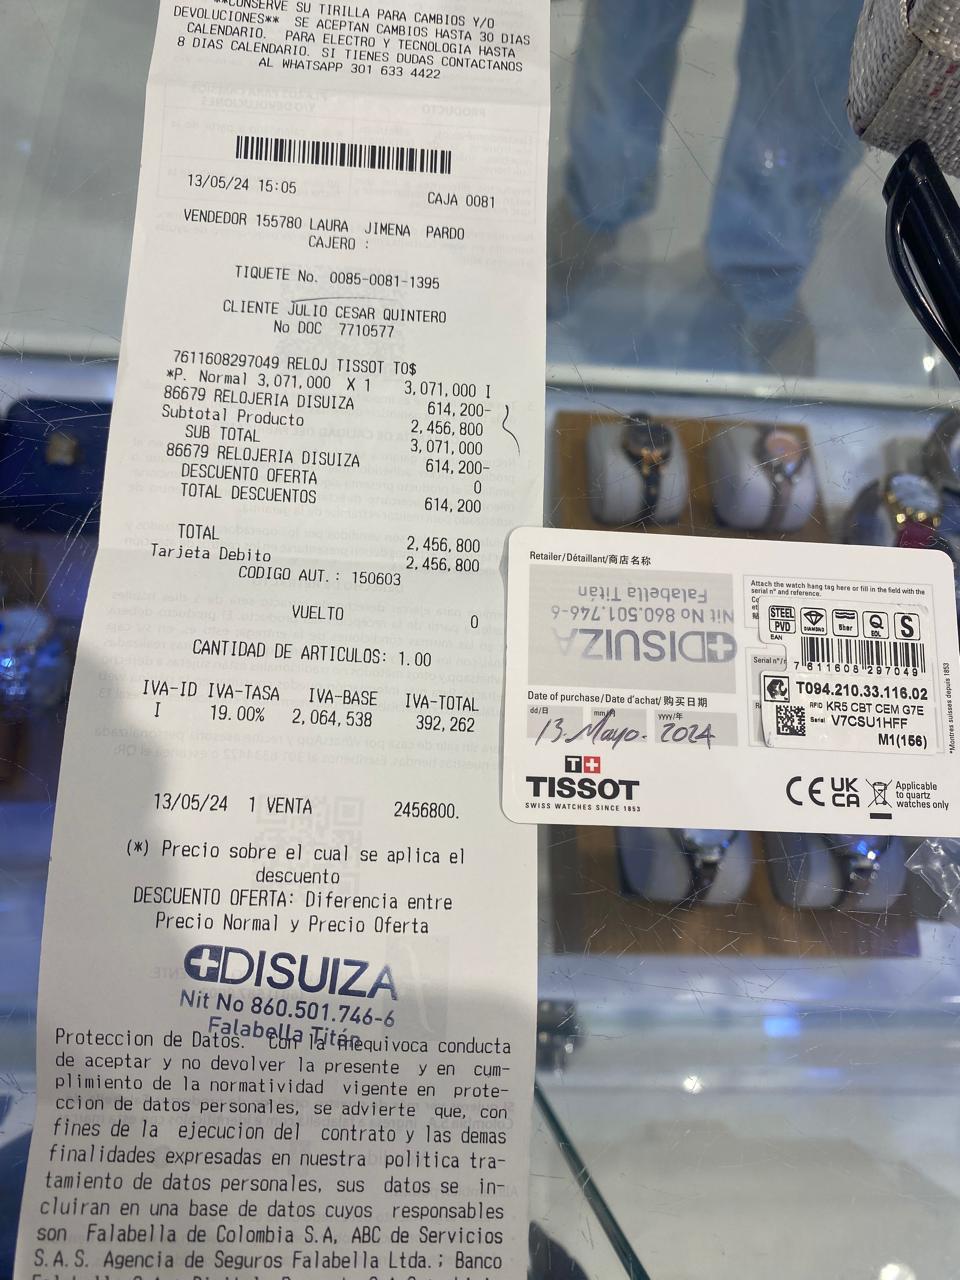 **CONSERVE SU TIRILLA PARA CAMBIOS Y/O
DEVOLUCIONES** SE ACEPTAN CAMBIOS HASTA 30 DIAS
CALENDARIO. PARA ELECTRO Y TECNOLOGIA HASTA
8 DIAS CALENDARIO. SI TIENES DUDAS CONTACTANOS
AL WHATSAPP 301 633 4422
13/05/24 15:05 CAJA 0081
VENDEDOR 155780 LAURA JIMENA PARDO
CAJERO :
TIQUETE No. 0085-0081-1395
CLIENTE JULIO CESAR QUINTERO
No DOC 7710577
7611608297049 RELOJ TISSOT TO$
*P. Normal 3,071,000 X 1 3,071,000 I
86679 RELOJERIA DISUIZA 614,200-
Subtotal Producto 2,456,800
SUB TOTAL 3,071,000
86679 RELOJERIA DISUIZA 614,200-
DESCUENTO OFERTA 0
TOTAL DESCUENTOS 614,200
TOTAL 2,456,800
Tarjeta Debito 2,456,800
CODIGO AUT. : 150603
VUELTO 0
CANTIDAD DE ARTICULOS: 1.00
IVA-ID IVA-TASA IVA-BASE IVA-TOTAL
I 19.00% 2,064,538 392,262
13/05/24 1 VENTA 2456800.
(*) Precio sobre el cual se aplica el
descuento
DESCUENTO OFERTA: Diferencia entre
Precio Normal y Precio Oferta
DISUIZA
Nit No 860.501.746-6
Falabella Titán
Proteccion de Datos. Con la inequivoca conducta
de aceptar y no devolver la presente y en cum-
plimiento de la normatividad vigente en prote-
ccion de datos personales, se advierte que, con
fines de la ejecucion del contrato y las demas
finalidades expresadas en nuestra politica tra-
tamiento de datos personales, sus datos se in-
cluiran en una base de datos cuyos responsables
son Falabella de Colombia S.A, ABC de Servicios
S.A.S. Agencia de Seguros Falabella Ltda.; Banco
Retailer/Détaillant/商店名称
DISUIZA
Nit No 860.501.746-6
Falabella Titán
Attach the watch hang tag here or fill in the field with the
serial n° and reference.
STEEL
PVD
DIAMOND
5bar
EOL
S
EAN
7 611608 297049
Serial n°/
T094.210.33.116.02
RFID KR5 CBT CEM G7E
Serial V7CSU1HFF
M1(156)
Date of purchase/Date d'achat/购买日期
dd/日 mm/月 yyyy/年
13. Mayo. 2024
T+
TISSOT
SWISS WATCHES SINCE 1853
CE UK CA
Applicable
to quartz
watches only
*Montres suisses depuis 1853